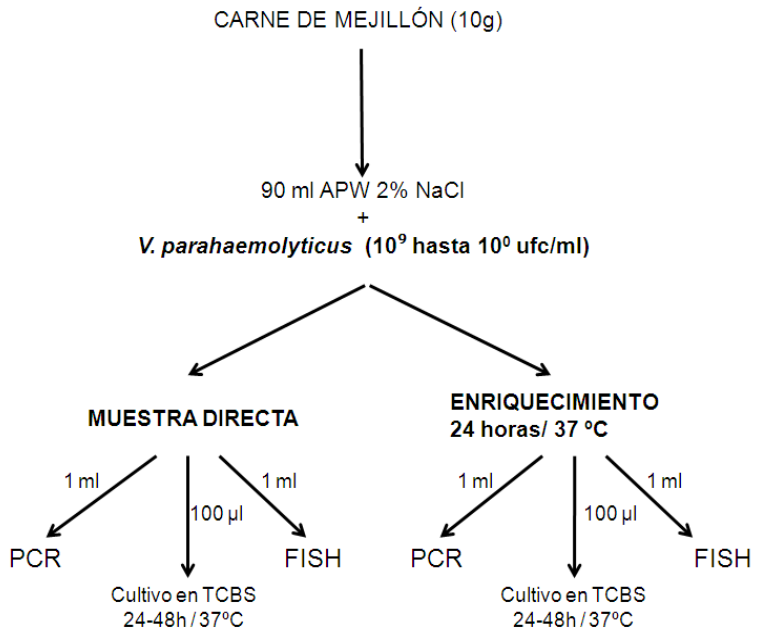 CARNE DE MEJILLÓN (10g)
90 ml APW 2% NaCl
+
V. parahaemolyticus (10⁹ hasta 10⁰ ufc/ml)
MUESTRA DIRECTA
ENRIQUECIMIENTO
24 horas/ 37 ºC
1 ml
1 ml
100 µl
PCR
FISH
Cultivo en TCBS
24-48h / 37ºC
1 ml
1 ml
100 µl
PCR
FISH
Cultivo en TCBS
24-48h / 37ºC